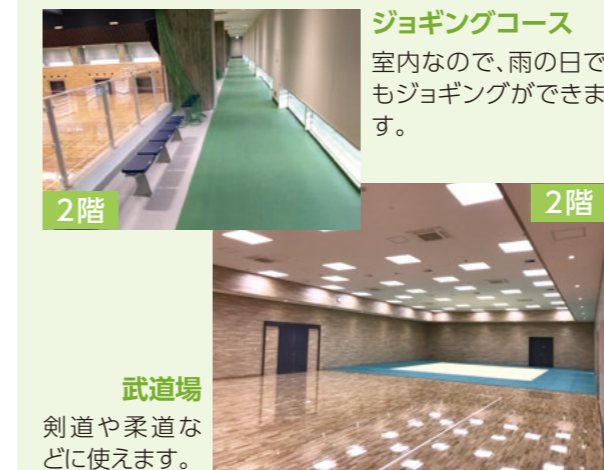 ジョギングコース
室内なので、雨の日で
もジョギングができま
す。
2階
2階
武道場
剣道や柔道な
どに使えます。